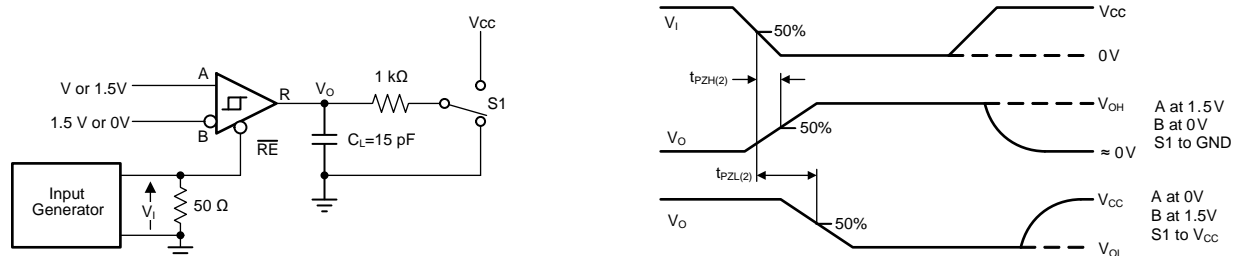 Vcc
A
V or 1.5V
R
VO
1 kΩ
S1
1.5 V or 0V
B
RE
CL=15 pF
Input
Generator
VI
50 Ω
VI
50%
Vcc
0V
tPZH(2)
VO
50%
VOH
≈ 0V
A at 1.5V
B at 0V
S1 to GND
tPZL(2)
VO
50%
VCC
VOL
A at 0V
B at 1.5V
S1 to VCC